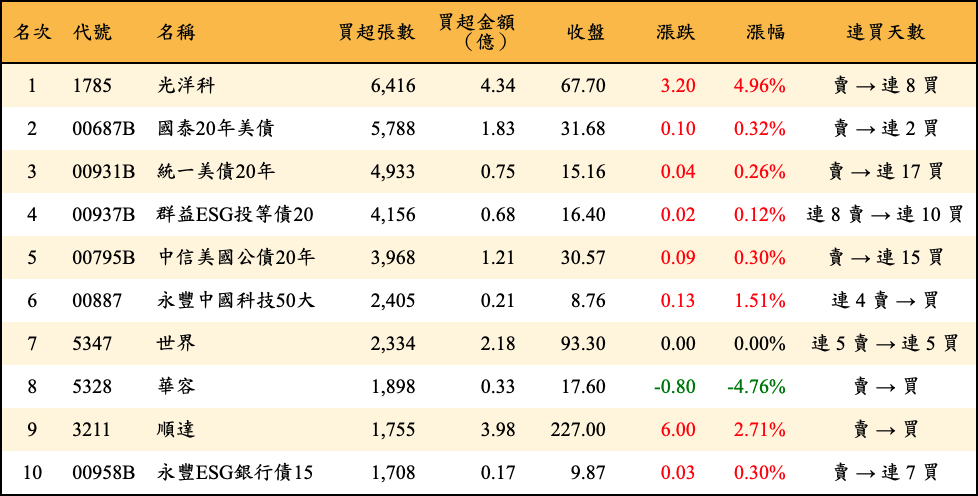 名次 代號 名稱 買超張數 買超金額（億） 收盤 漲跌 漲幅 連買天數
1 1785 光洋科 6,416 4.34 67.70 3.20 4.96% 賣 → 連 8 買
2 00687B 國泰20年美債 5,788 1.83 31.68 0.10 0.32% 賣 → 連 2 買
3 00931B 統一美債20年 4,933 0.75 15.16 0.04 0.26% 賣 → 連 17 買
4 00937B 群益ESG投等債20 4,156 0.68 16.40 0.02 0.12% 連 8 賣 → 連 10 買
5 00795B 中信美國公債20年 3,968 1.21 30.57 0.09 0.30% 賣 → 連 15 買
6 00887 永豐中國科技50大 2,405 0.21 8.76 0.13 1.51% 連 4 賣 → 買
7 5347 世界 2,334 2.18 93.30 0.00 0.00% 連 5 賣 → 連 5 買
8 5328 華容 1,898 0.33 17.60 -0.80 -4.76% 賣 → 買
9 3211 順達 1,755 3.98 227.00 6.00 2.71% 賣 → 買
10 00958B 永豐ESG銀行債15 1,708 0.17 9.87 0.03 0.30% 賣 → 連 7 買